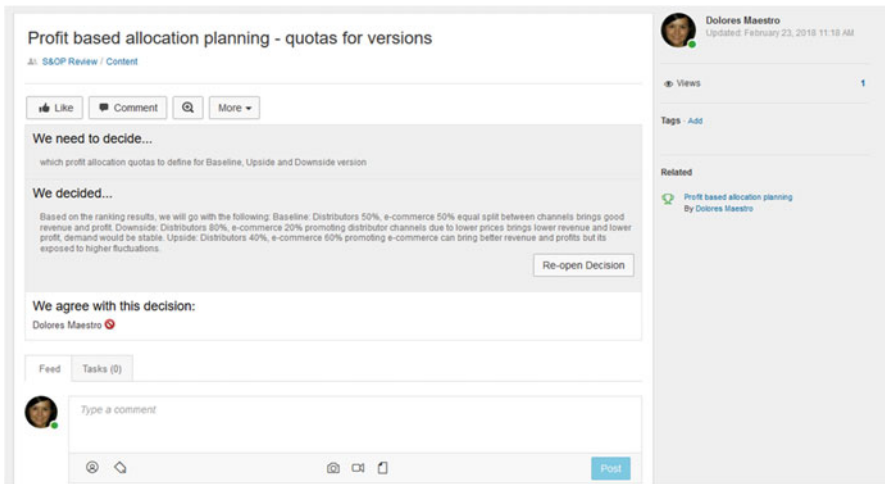 Profit based allocation planning - quotas for versions
S&OP Review / Content
Like
Comment
More
We need to decide...
which profit allocation quotas to define for Baseline, Upside and Downside version
We decided...
Based on the ranking results, we will go with the following: Baseline: Distributors 50%, e-commerce 50% equal split between channels brings good
revenue and profit. Downside: Distributors 80%, e-commerce 20% promoting distributor channels due to lower prices brings lower revenue and lower
profit, demand would be stable. Upside: Distributors 40%, e-commerce 60% promoting e-commerce can bring better revenue and profits but its
exposed to higher fluctuations.
Re-open Decision
We agree with this decision:
Dolores Maestro
Feed
Tasks (0)
Type a comment
Post
Dolores Maestro
Updated: February 23, 2018 11:18 AM
Views 1
Tags · Add
Related
Profit based allocation planning
By Dolores Maestro